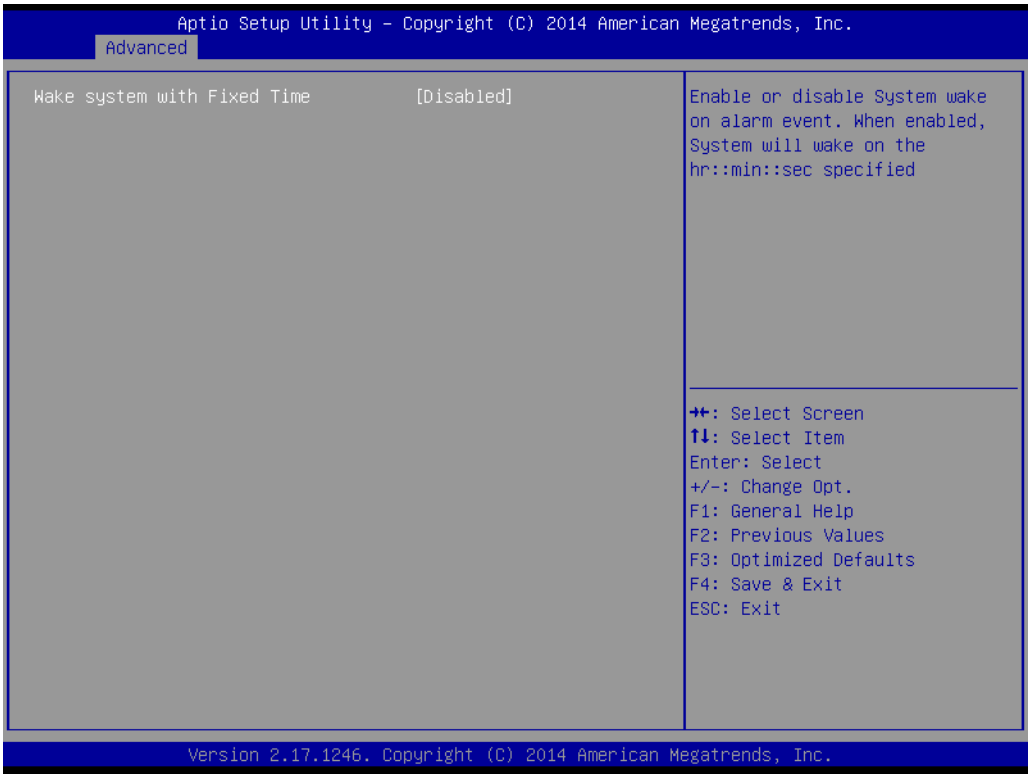 Aptio Setup Utility – Copyright (C) 2014 American Megatrends, Inc.
Advanced
Wake system with Fixed Time [Disabled]
Enable or disable System wake
on alarm event. When enabled,
System will wake on the
hr::min::sec specified
→←: Select Screen
↑↓: Select Item
Enter: Select
+/-: Change Opt.
F1: General Help
F2: Previous Values
F3: Optimized Defaults
F4: Save & Exit
ESC: Exit
Version 2.17.1246. Copyright (C) 2014 American Megatrends, Inc.